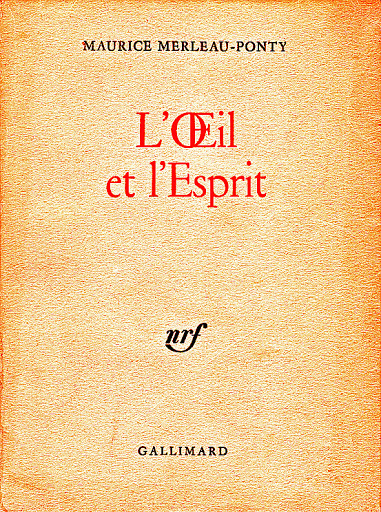 MAURICE MERLEAU-PONTY
L'Œil
et l'Esprit
nrf
GALLIMARD